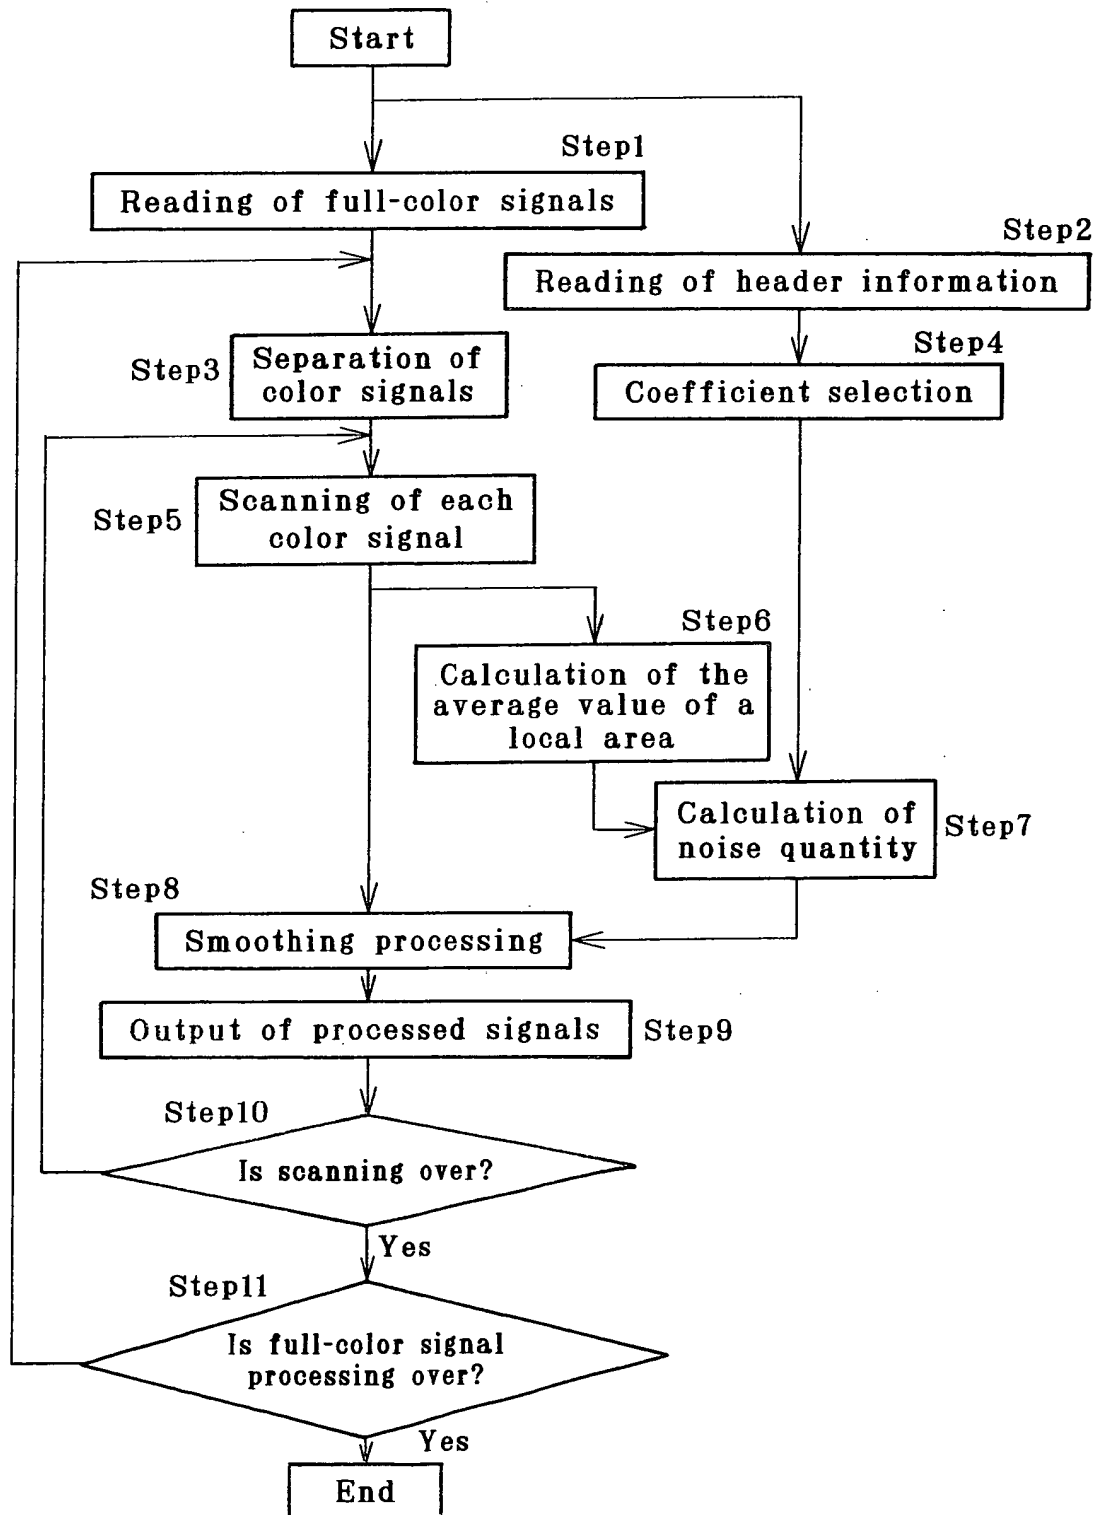 Start
Step1
Reading of full-color signals
Step2
Reading of header information
Step3
Separation of
color signals
Step4
Coefficient selection
Step5
Scanning of each
color signal
Step6
Calculation of the
average value of a
local area
Calculation of
noise quantity
Step7
Step8
Smoothing processing
Output of processed signals
Step9
Step10
Is scanning over?
Yes
Step11
Is full-color signal
processing over?
Yes
End